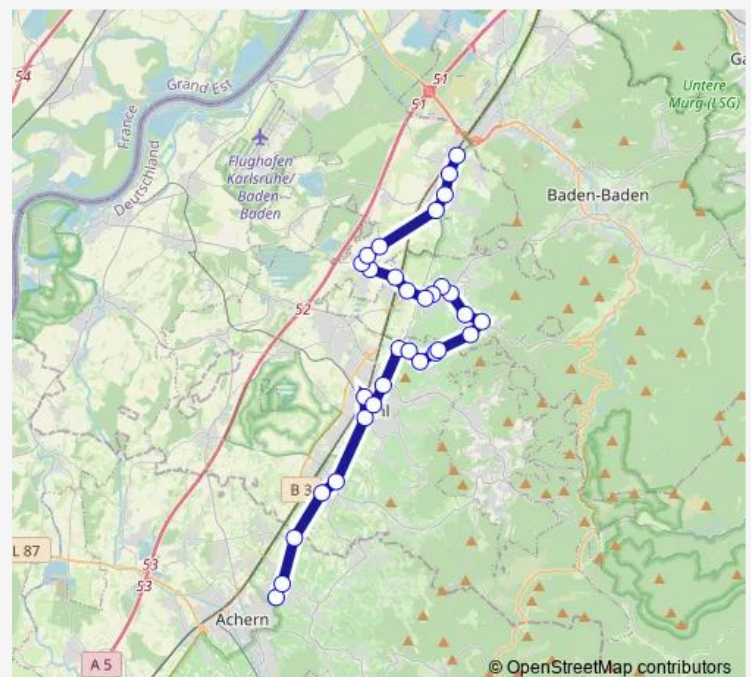 54
Grand Est
France
Deutschland
51
51
Ga
Untere
Murg (LSG)
Flughafen
Karlsruhe/
Baden-
Baden
Baden-Baden
52
hl
B 3
L 87
53
53
Achern
A 5
© OpenStreetMap contributors